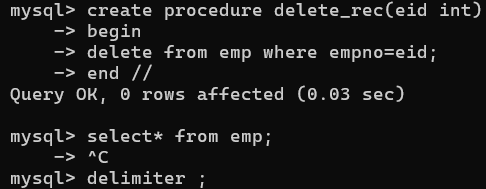 mysql> create procedure delete_rec(eid int)
    -> begin
    -> delete from emp where empno=eid;
    -> end //
Query OK, 0 rows affected (0.03 sec)

mysql> select* from emp;
    -> ^C
mysql> delimiter ;